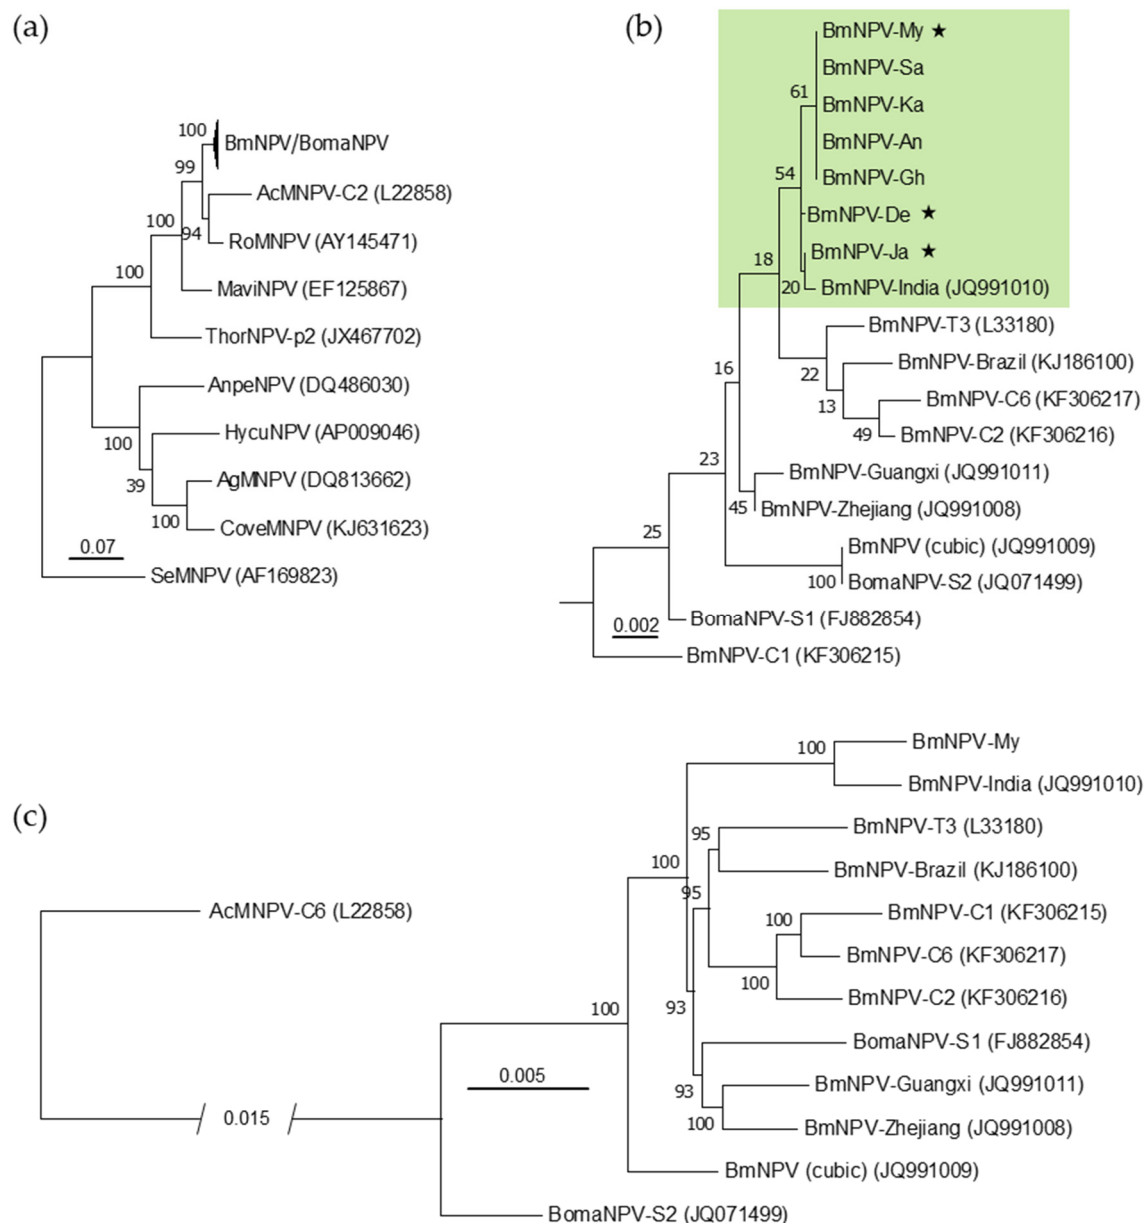 (a)
100
BmNPV/BomaNPV
99
AcMNPV-C2 (L22858)
100
94
RoMNPV (AY145471)
100
MaviNPV (EF125867)
ThorNPV-p2 (JX467702)
AnpeNPV (DQ486030)
100
HycuNPV (AP009046)
39
AgMNPV (DQ813662)
100
CoveMNPV (KJ631623)
0.07
SeMNPV (AF169823)
(b)
BmNPV-My ★
BmNPV-Sa
61
BmNPV-Ka
BmNPV-An
54
BmNPV-Gh
BmNPV-De ★
18
BmNPV-Ja ★
20
BmNPV-India (JQ991010)
BmNPV-T3 (L33180)
16
22
BmNPV-Brazil (KJ186100)
13
BmNPV-C6 (KF306217)
49
BmNPV-C2 (KF306216)
23
BmNPV-Guangxi (JQ991011)
45
BmNPV-Zhejiang (JQ991008)
25
BmNPV (cubic) (JQ991009)
100
BomaNPV-S2 (JQ071499)
0.002
BomaNPV-S1 (FJ882854)
BmNPV-C1 (KF306215)
(c)
100
BmNPV-My
BmNPV-India (JQ991010)
95
BmNPV-T3 (L33180)
100
BmNPV-Brazil (KJ186100)
95
AcMNPV-C6 (L22858)
100
BmNPV-C1 (KF306215)
BmNPV-C6 (KF306217)
100
BmNPV-C2 (KF306216)
100
93
BomaNPV-S1 (FJ882854)
0.005
93
BmNPV-Guangxi (JQ991011)
0.015
100
BmNPV-Zhejiang (JQ991008)
BmNPV (cubic) (JQ991009)
BomaNPV-S2 (JQ071499)